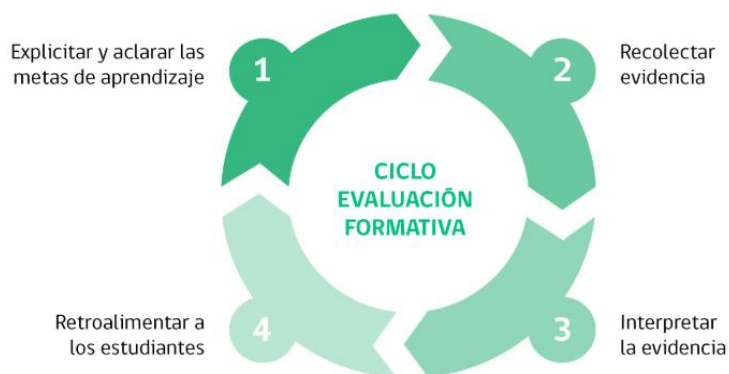 Explicitar y aclarar las
metas de aprendizaje
1
2
Recolectar
evidencia
CICLO
EVALUACIÓN
FORMATIVA
Retroalimentar a
los estudiantes
4
3
Interpretar
la evidencia